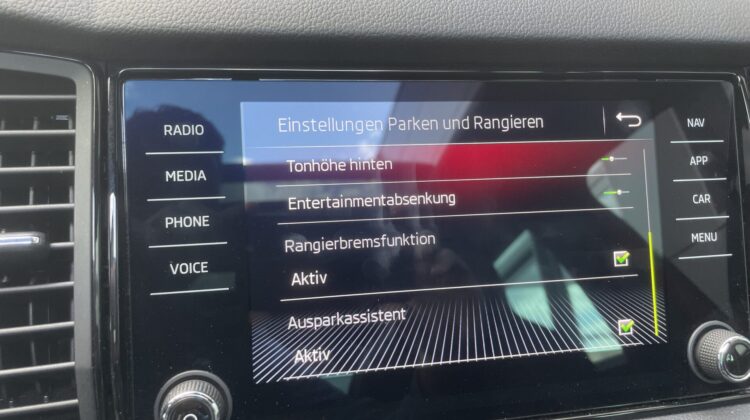 Einstellungen Parken und Rangieren
RADIO
MEDIA
PHONE
VOICE
Tonhöhe hinten
Entertainmentabsenkung
Rangierbremsfunktion
Aktiv
Ausparkassistent
Aktiv
NAV
APP
CAR
MENU